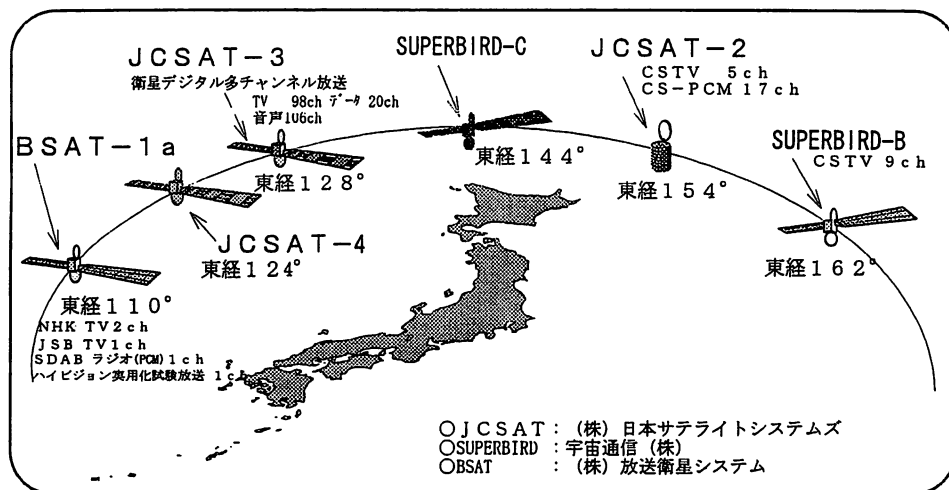 SUPERBIRD-C
JCSAT-2
CSTV 5ch
CS-PCM 17ch
JCSAT-3
衛星デジタル多チャンネル放送
TV 98ch データ 20ch
音声106ch
東経144°
東経154°
SUPERBIRD-B
CSTV 9ch
BSAT-1a
東経128°
JCSAT-4
東経124°
東経162°
東経110°
NHK TV2ch
JSB TV1ch
SDAB ラジオ(PCM)1ch
ハイビジョン実用化試験放送 1ch
○JCSAT:(株)日本サテライトシステムズ
○SUPERBIRD:宇宙通信(株)
○BSAT :(株)放送衛星システム